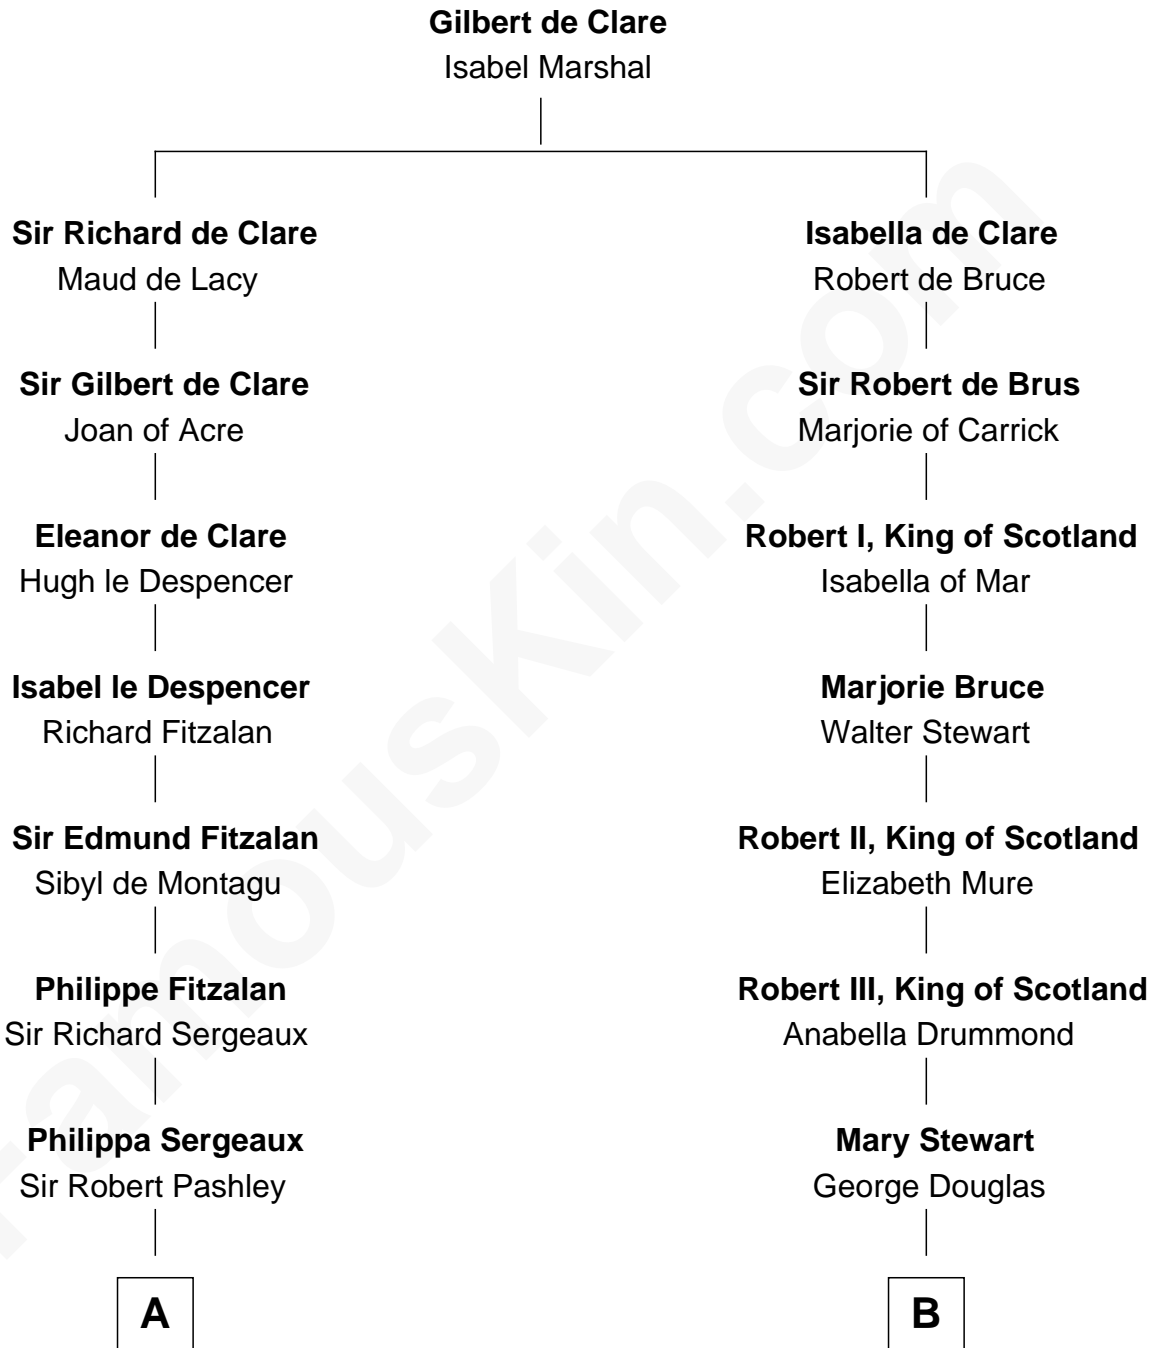 Gilbert de Clare
Isabel Marshal
Sir Richard de Clare
Maud de Lacy
Isabella de Clare
Robert de Bruce
Sir Gilbert de Clare
Joan of Acre
Sir Robert de Brus
Marjorie of Carrick
Eleanor de Clare
Hugh le Despencer
Robert I, King of Scotland
Isabella of Mar
Isabel le Despencer
Richard Fitzalan
Marjorie Bruce
Walter Stewart
Sir Edmund Fitzalan
Sibyl de Montagu
Robert II, King of Scotland
Elizabeth Mure
Philippe Fitzalan
Sir Richard Sergeaux
Robert III, King of Scotland
Anabella Drummond
Philippa Sergeaux
Sir Robert Pashley
Mary Stewart
George Douglas
A
B
FamousKin.com